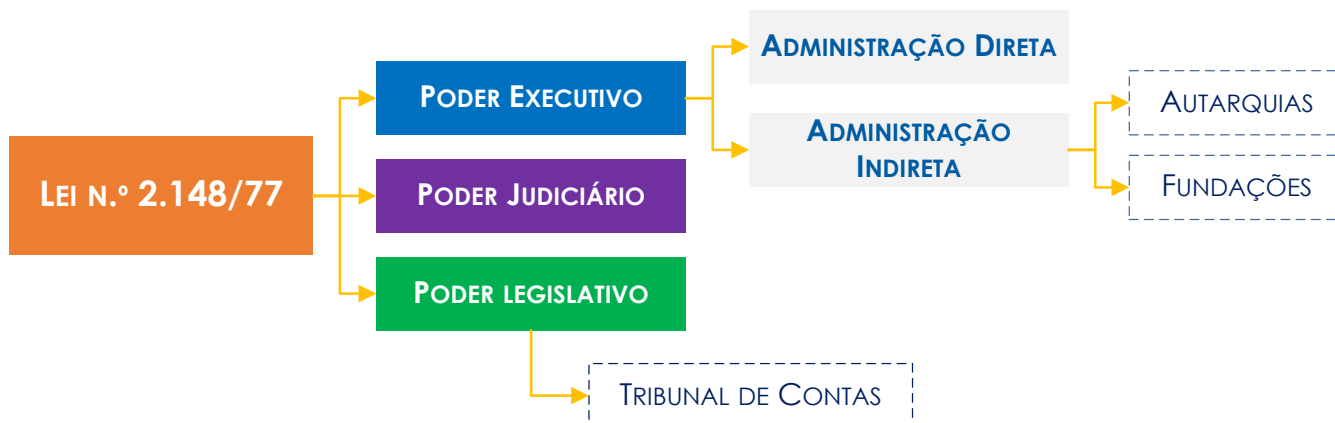 LEI N.º 2.148/77
PODER EXECUTIVO
PODER JUDICIÁRIO
PODER LEGISLATIVO
TRIBUNAL DE CONTAS
ADMINISTRAÇÃO DIRETA
ADMINISTRAÇÃO
INDIRETA
AUTARQUIAS
FUNDAÇÕES